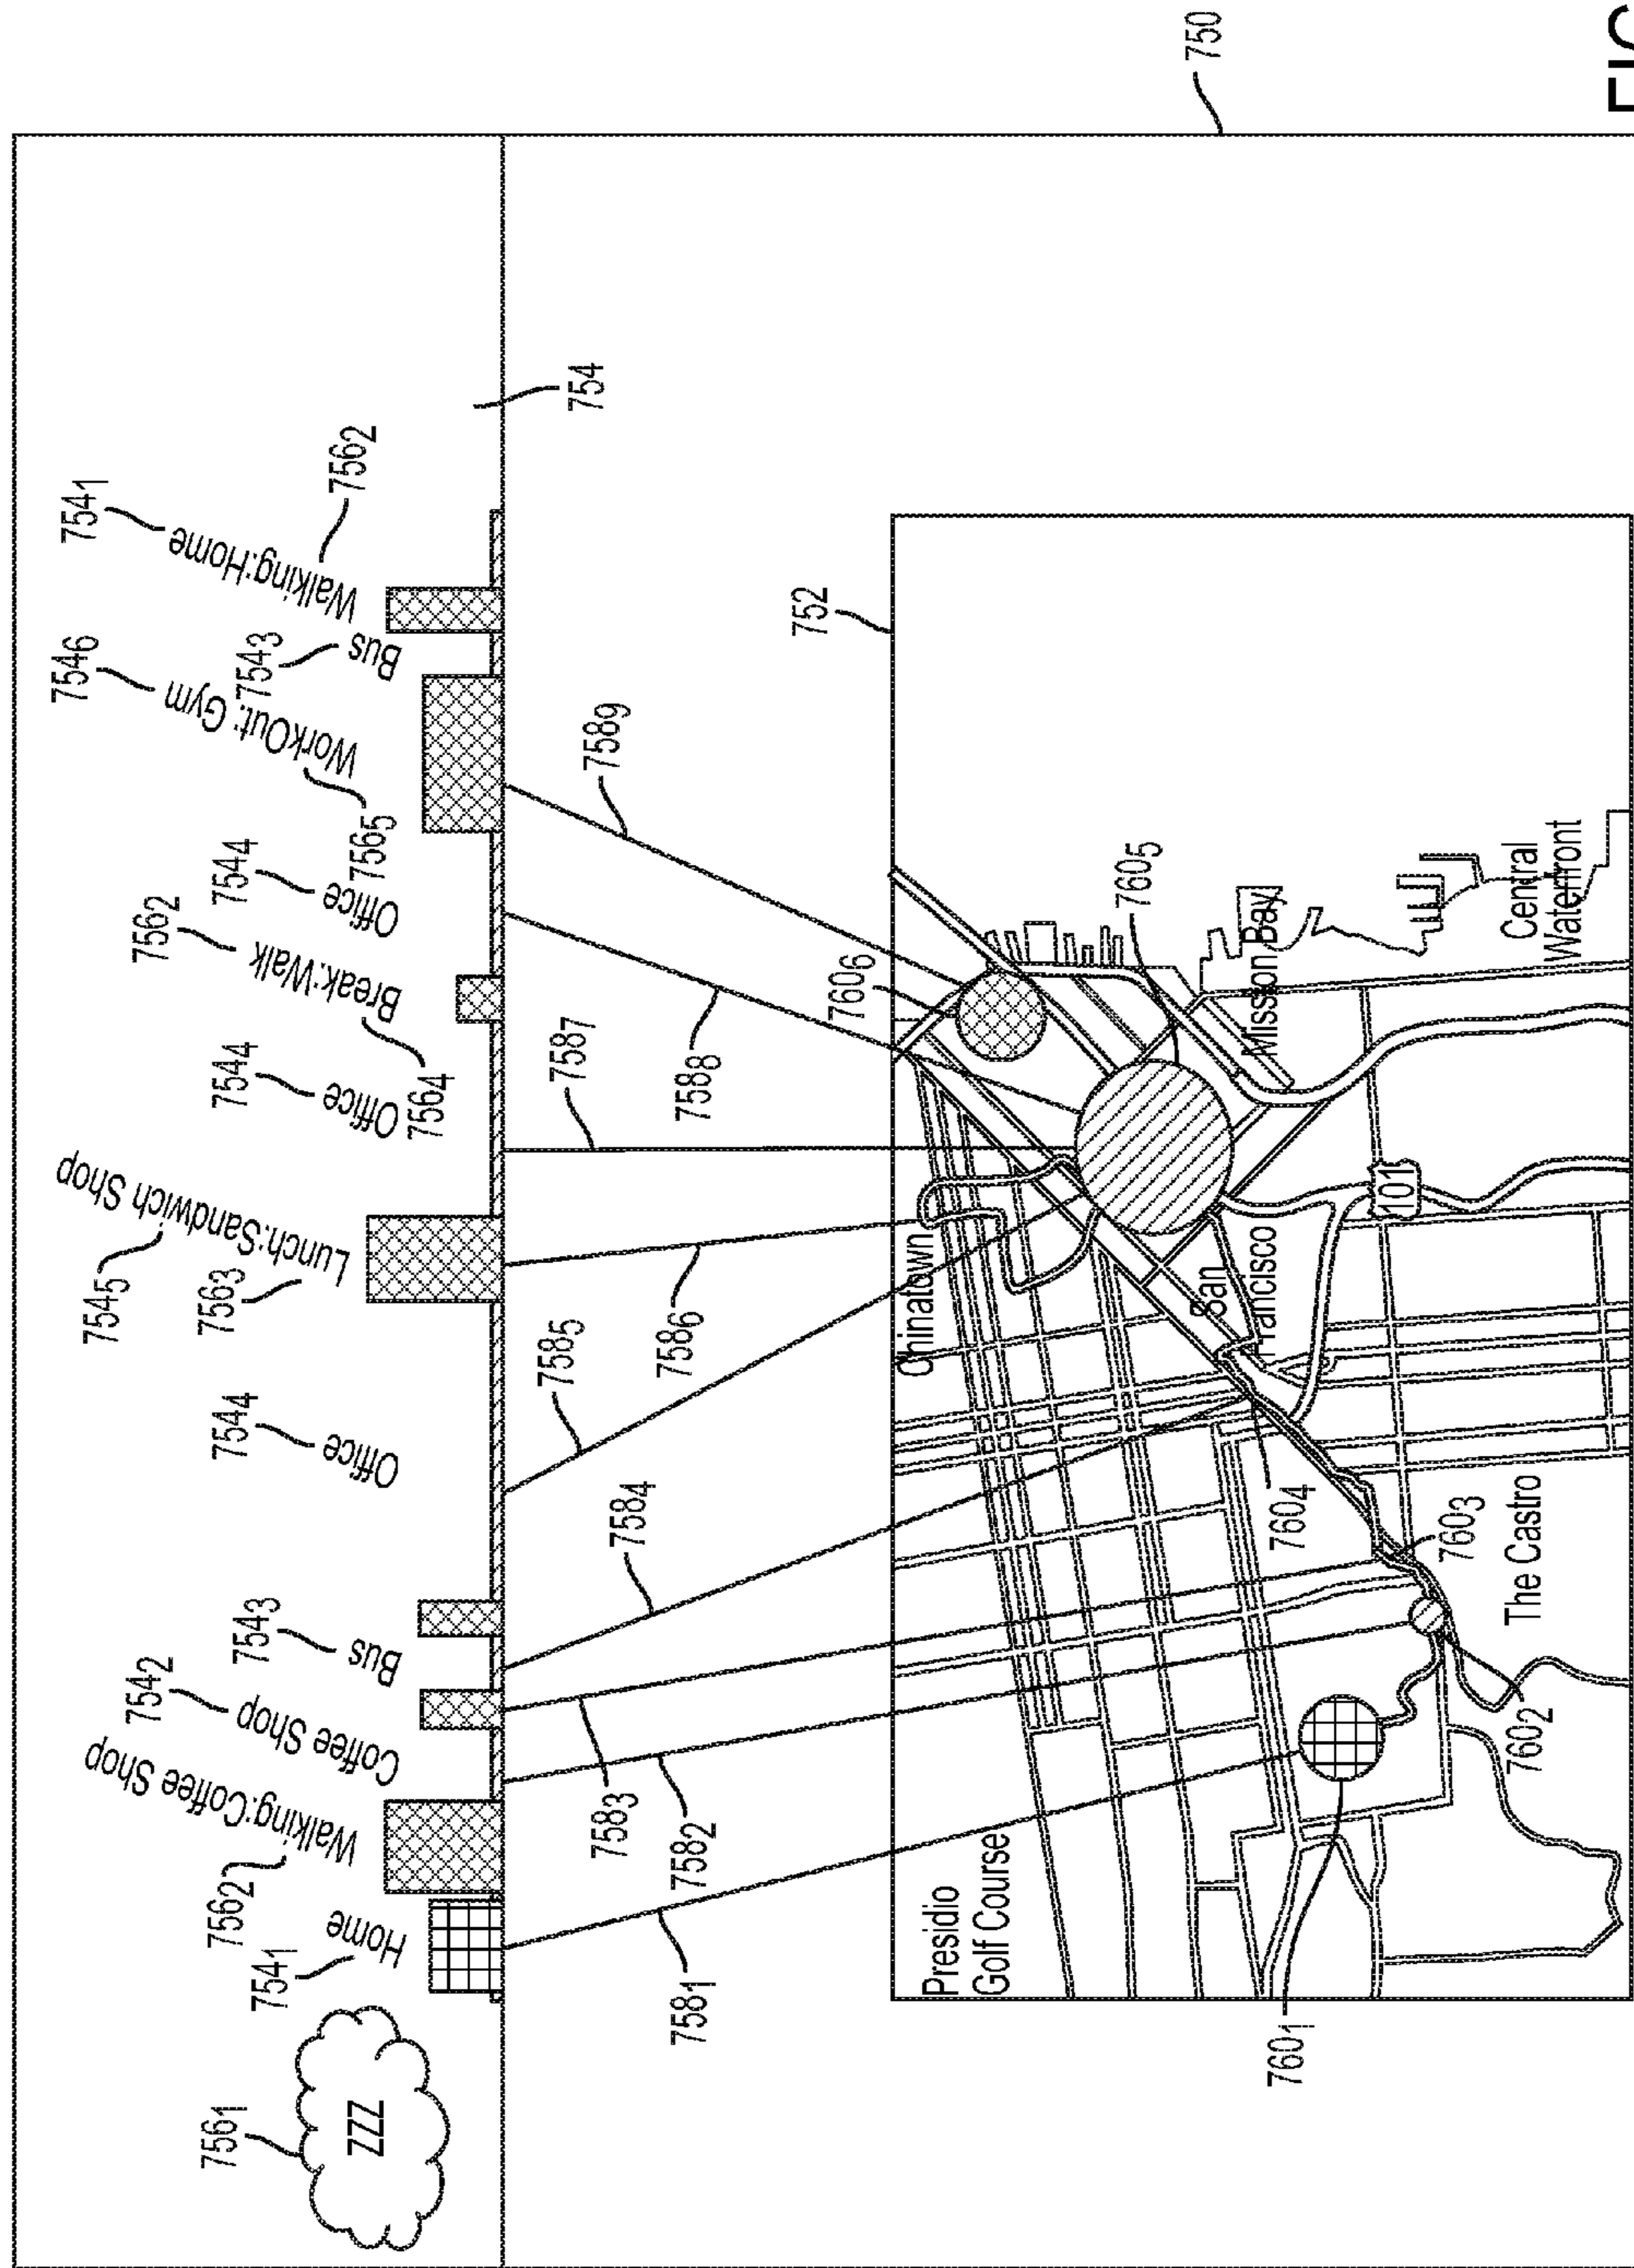 756₁
ZZZ
754₁
Home
756₂
Walking:Coffee Shop
754₂
Coffee Shop
754₃
Bus
754₄
Office
754₅
756₃
Lunch:Sandwich Shop
754₄
Office
756₄
756₂
Break:Walk
754₄
Office
756₅
754₆
WorkOut: Gym
754₃
Bus
754₁
Walking:Home
756₂
754
750
758₁
758₂
758₃
758₄
758₅
758₆
758₇
758₈
758₉
752
Presidio
Golf Course
Chinatown
760₆
760₅
San
Francisco
Mission Bay
101
Central
Waterfront
The Castro
760₁
760₂
760₃
760₄